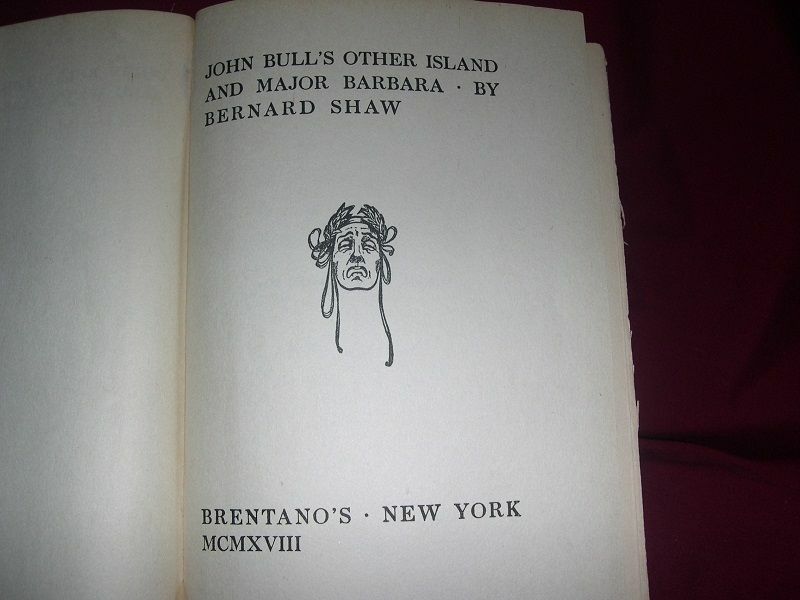 JOHN BULL'S OTHER ISLAND
AND MAJOR BARBARA · BY
BERNARD SHAW
BRENTANO'S · NEW YORK
MCMXVIII